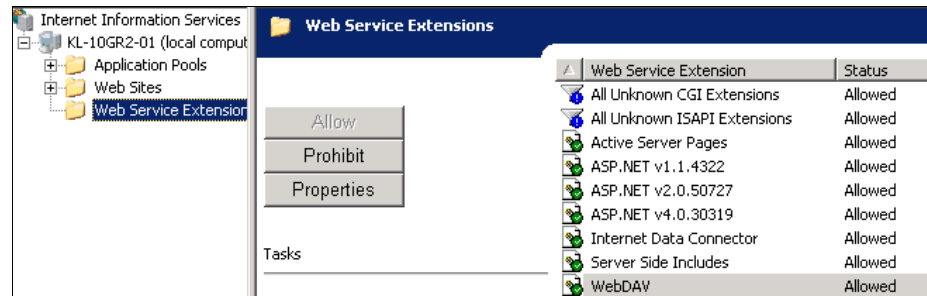 Internet Information Services
KL-10GR2-01 (local comput
Application Pools
Web Sites
Web Service Extension
Web Service Extensions
Allow
Prohibit
Properties
Tasks
Web Service Extension Status
All Unknown CGI Extensions Allowed
All Unknown ISAPI Extensions Allowed
Active Server Pages Allowed
ASP.NET v1.1.4322 Allowed
ASP.NET v2.0.50727 Allowed
ASP.NET v4.0.30319 Allowed
Internet Data Connector Allowed
Server Side Includes Allowed
WebDAV Allowed